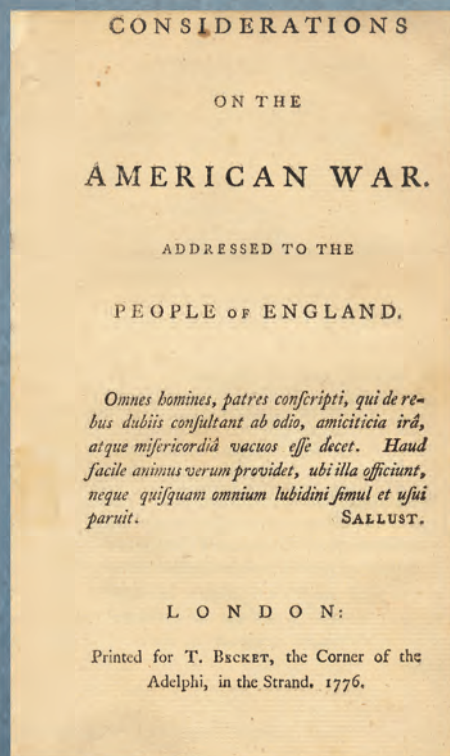 CONSIDERATIONS
ON THE
AMERICAN WAR.
ADDRESSED TO THE
PEOPLE OF ENGLAND.
Omnes homines, patres conſcripti, qui de re-
bus dubiis conſultant ab odio, amiciticia irâ,
atque miſericordiâ vacuos eſſe decet. Haud
facile animus verum providet, ubi illa officiunt,
neque quiſquam omnium lubidini ſimul et uſui
paruit. SALLUST.
LONDON:
Printed for T. BECKET, the Corner of the
Adelphi, in the Strand. 1776.